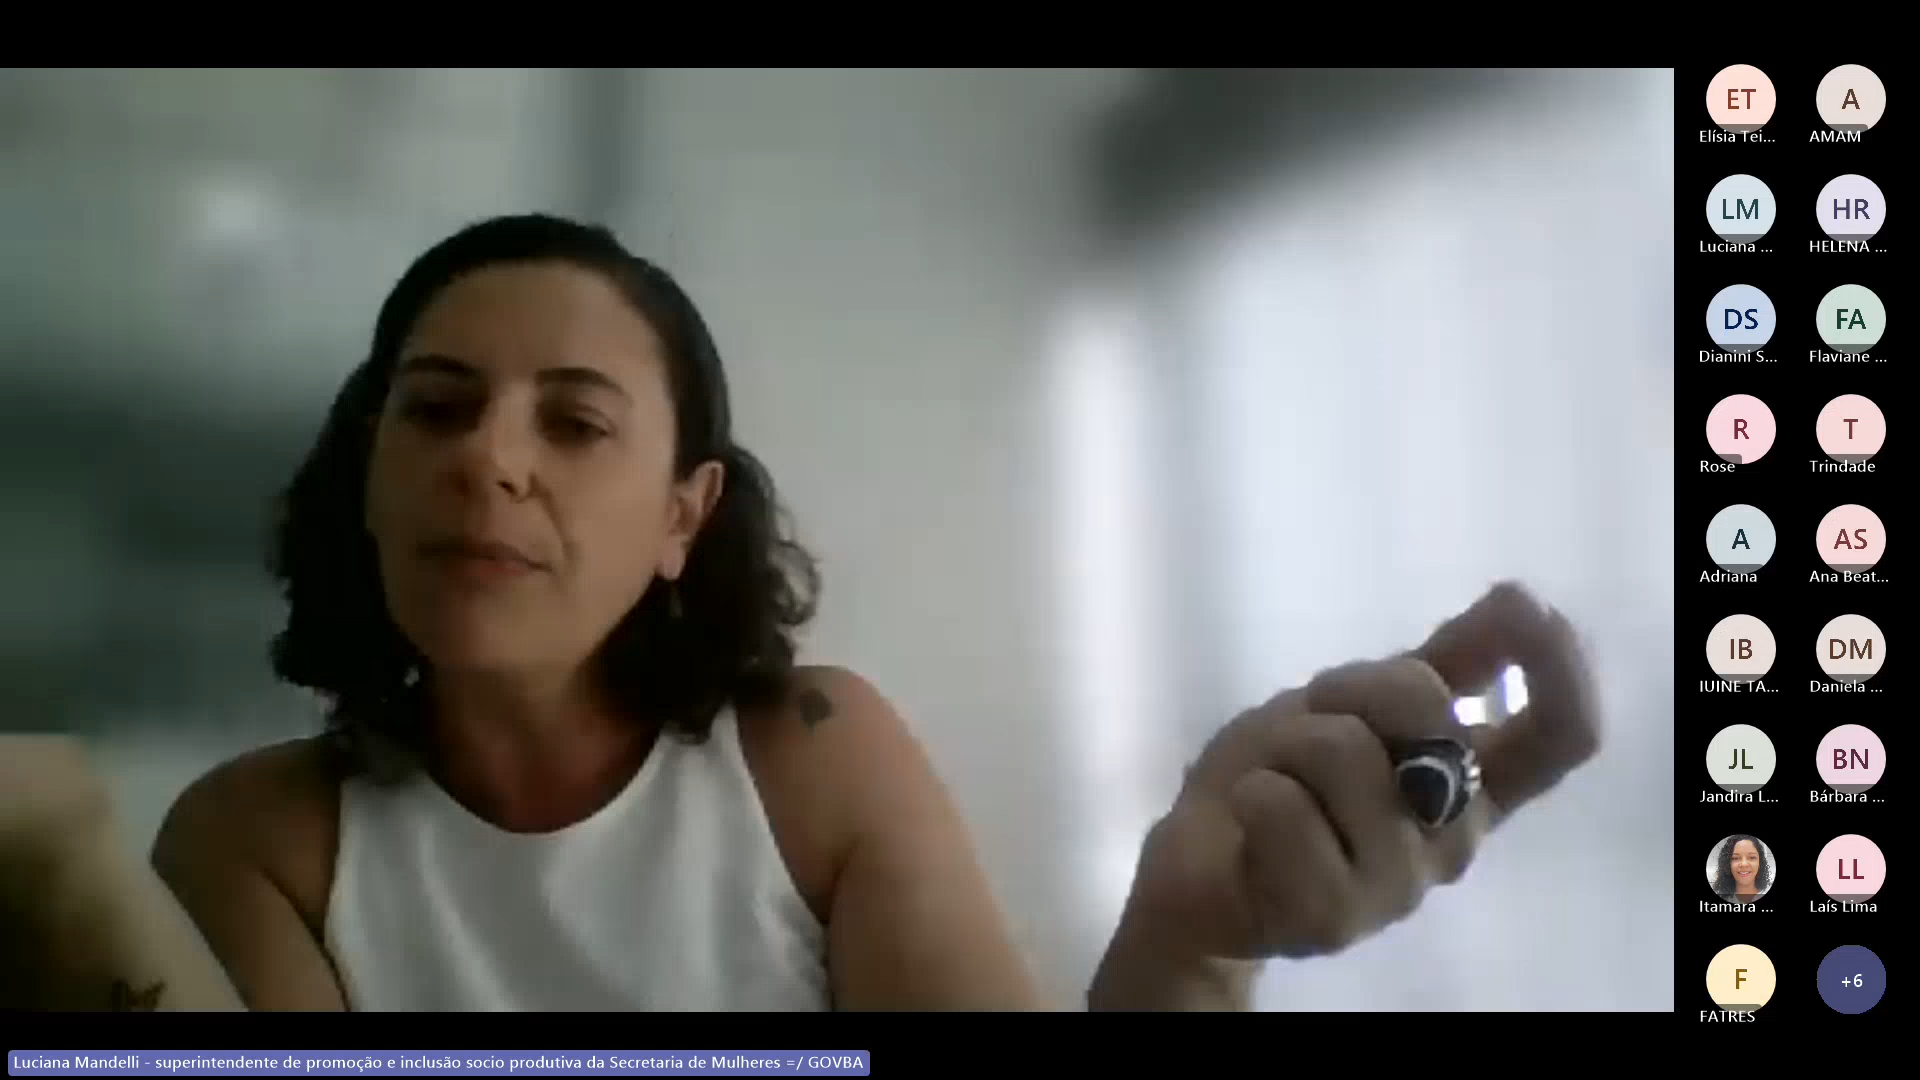 ET
Elísia Tei...
A
AMAM
LM
Luciana ...
HR
HELENA ...
DS
Dianini S...
FA
Flaviane ...
R
Rose
T
Trindade
A
Adriana
AS
Ana Beat...
IB
IUINE TA...
DM
Daniela ...
JL
Jandira L...
BN
Bárbara ...
Itamara ...
LL
Laís Lima
F
FATRES
+6
Luciana Mandelli - superintendente de promoção e inclusão socio produtiva da Secretaria de Mulheres =/ GOVBA